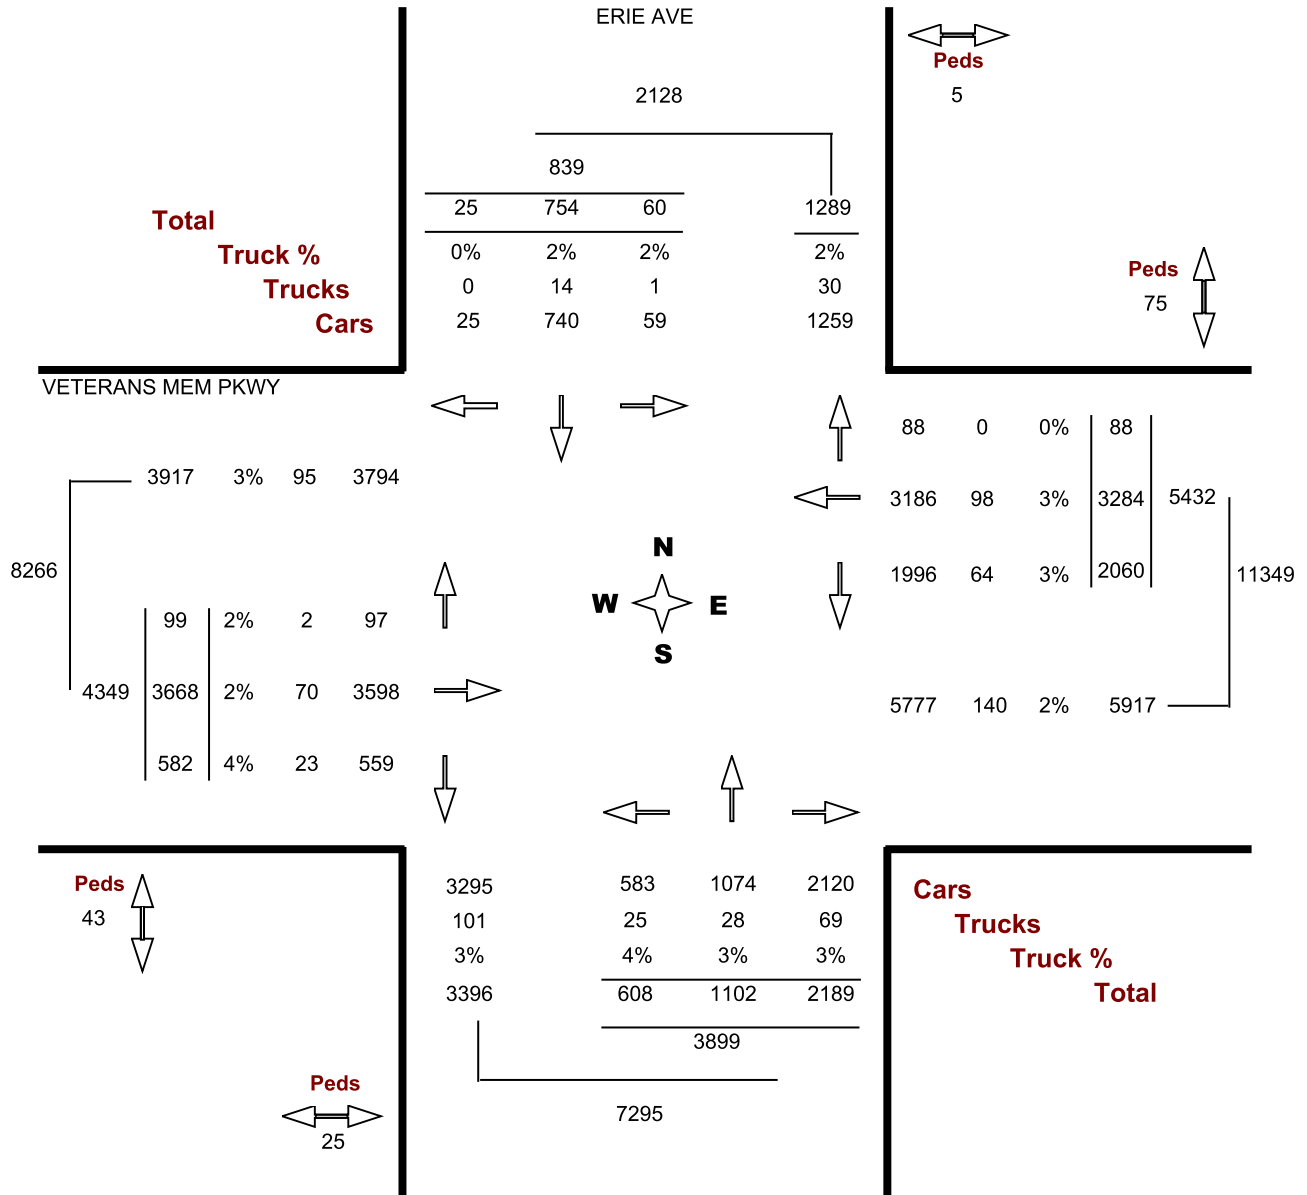 ERIE AVE
Peds
5
2128
839
25 754 60 1289
Total
0% 2% 2% 2%
Truck %
Peds
75
0 14 1 30
Trucks
25 740 59 1259
Cars
VETERANS MEM PKWY
88 0 0% 88
3917 3% 95 3794
3186 98 3% 3284 5432
N
8266
1996 64 3% 2060 11349
W E
99 2% 2 97
S
4349 3668 2% 70 3598
5777 140 2% 5917
582 4% 23 559
Peds
43
3295 583 1074 2120
Cars
101 25 28 69
Trucks
3% 4% 3% 3%
Truck %
3396 608 1102 2189
Total
3899
Peds
25
7295